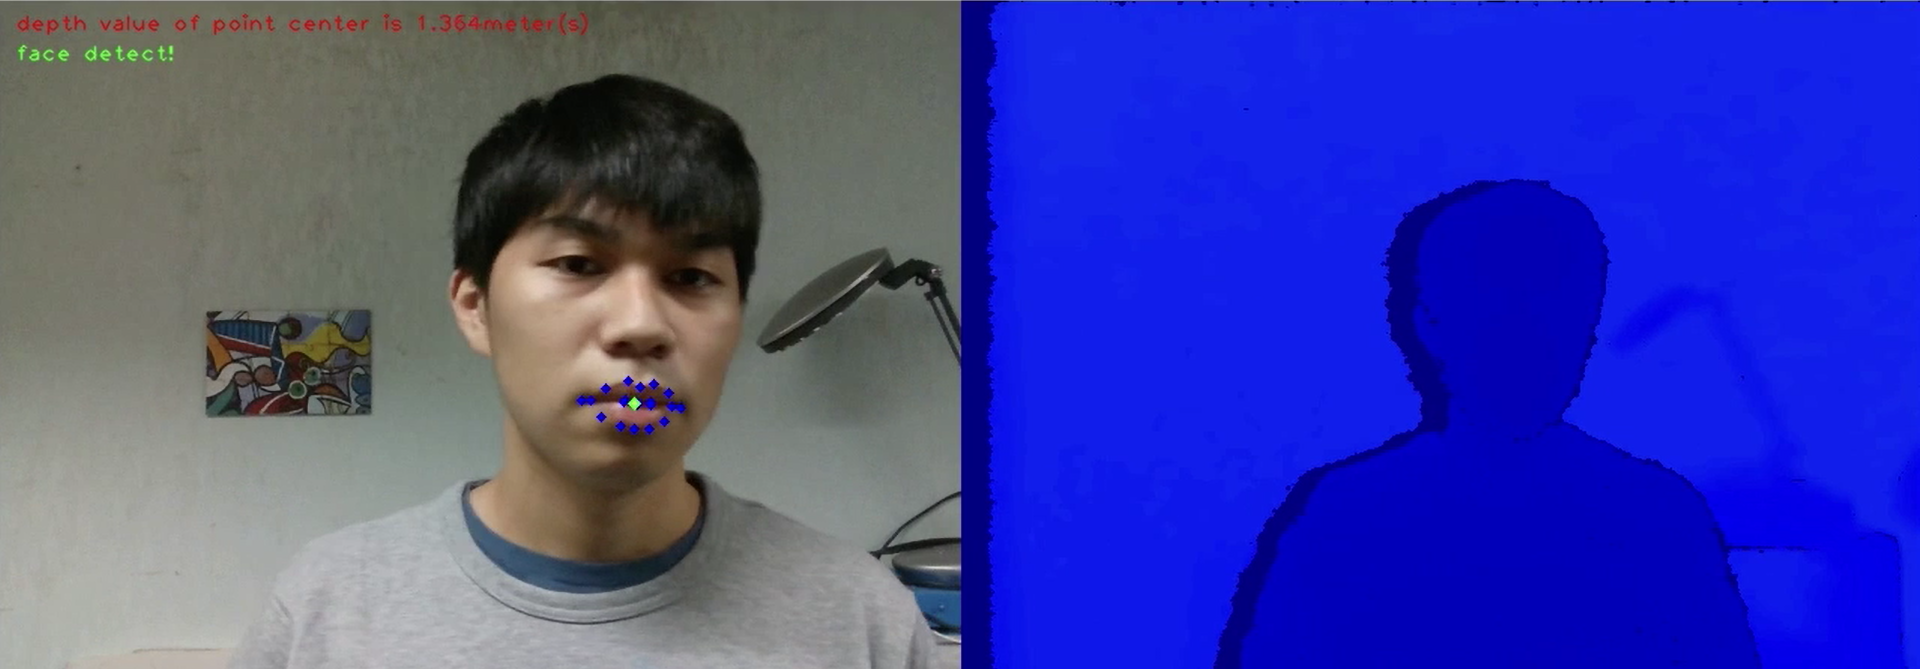 depth value of point center is 1.364meter(s)
face detect!